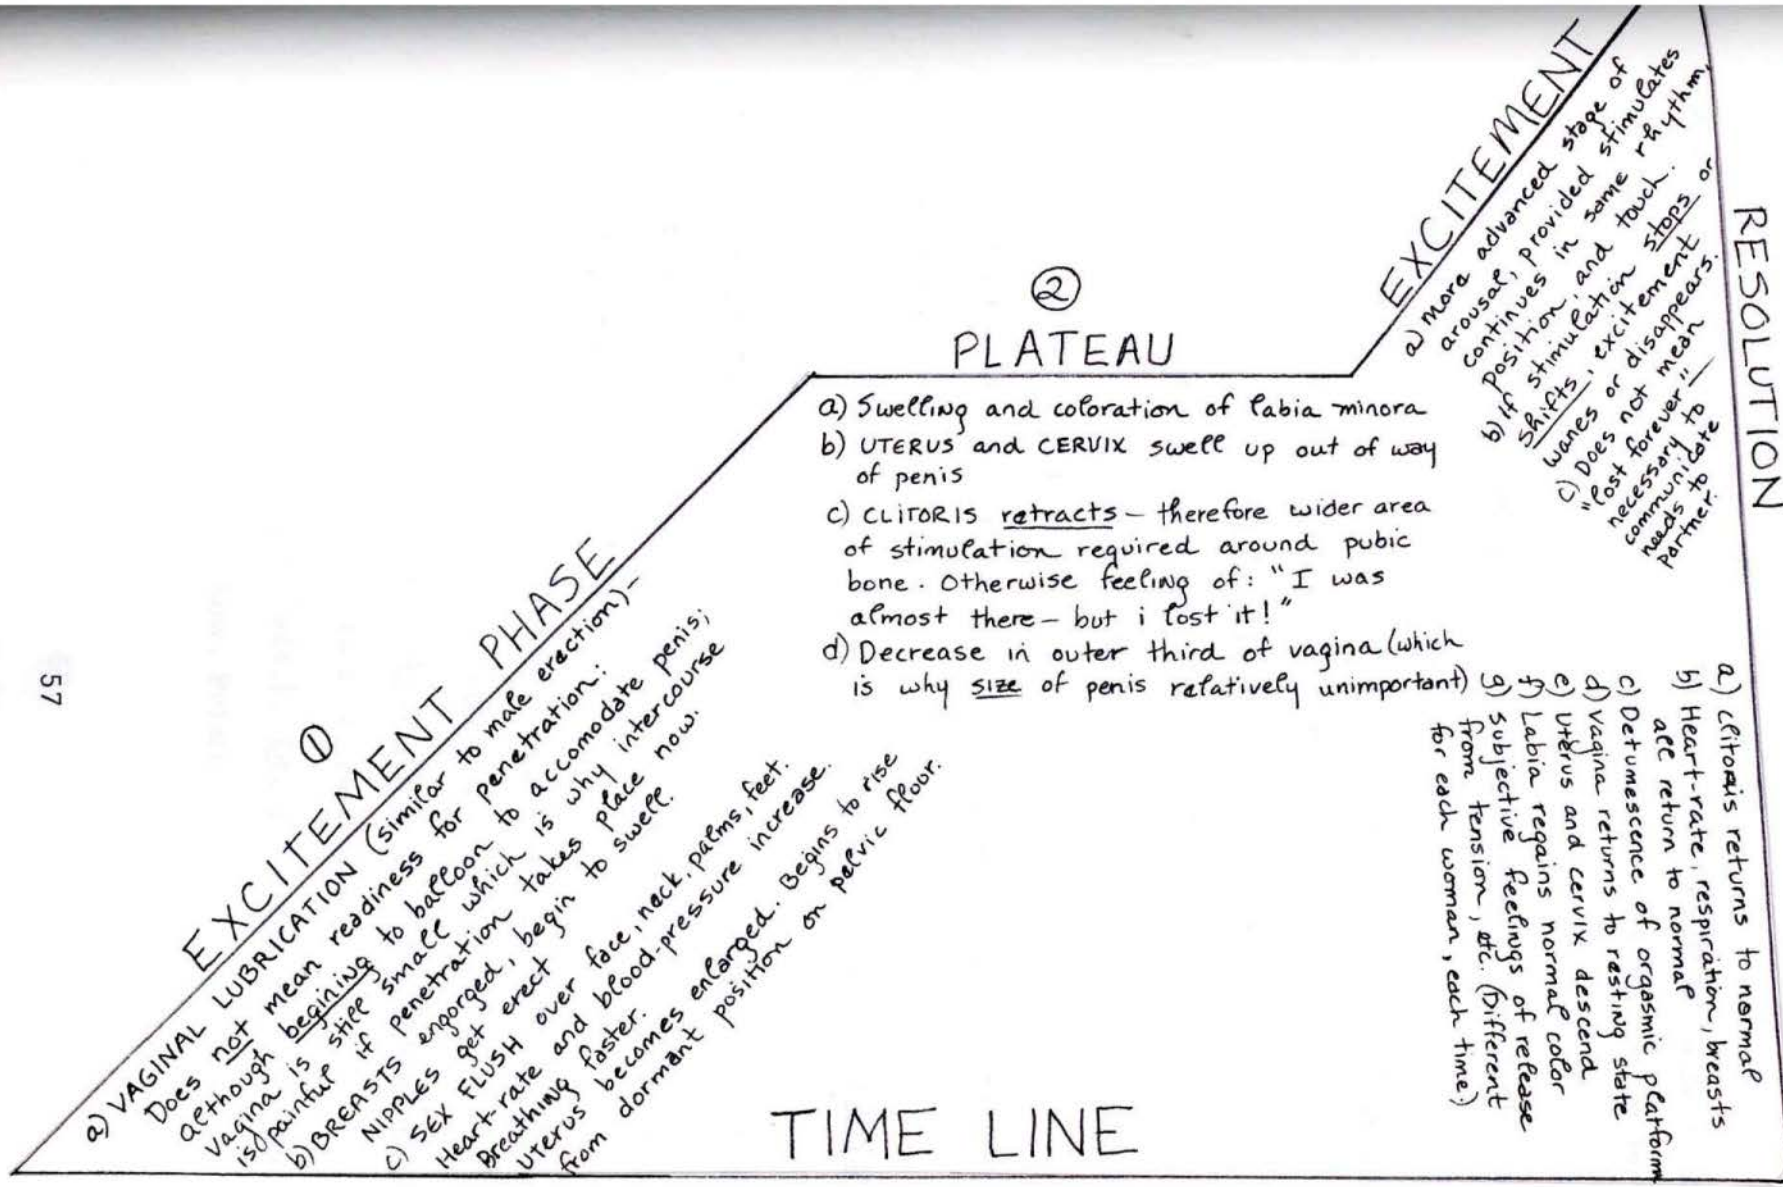 ①
EXCITEMENT PHASE
a) VAGINAL LUBRICATION (similar to male erection)-
Does not mean readiness for penetration:
although begining to balloon to accomodate penis;
vagina is still small which is why intercourse
is painful if penetration takes place now.
b) BREASTS engorged, begin to swell.
NIPPLES get erect
c) SEX FLUSH over face, neck, palms, feet.
Heart-rate and blood-pressure increase.
Breathing faster.
Uterus becomes enlarged. Begins to rise
from dormant position on pelvic floor.
②
PLATEAU
a) Swelling and coloration of labia minora
b) UTERUS and CERVIX swell up out of way
of penis
c) CLITORIS retracts – therefore wider area
of stimulation required around pubic
bone. Otherwise feeling of: "I was
almost there – but i lost it!"
d) Decrease in outer third of vagina (which
is why size of penis relatively unimportant)
EXCITEMENT
a) more advanced stage of
arousal, provided stimulates
continues in same rhythm,
position, and touch.
b) If stimulation stops or
shifts, excitement
wanes or disappears.
c) Does not mean
"lost forever" –
necessary to
communicate
needs to
partner.
RESOLUTION
a) clitoris returns to normal
b) Heart-rate, respiration, breasts
all return to normal
c) Detumescence of orgasmic platform
d) vagina returns to resting state
e) uterus and cervix descend
f) Labia regains normal color
g) subjective feelings of release
from tension, etc. (Different
for each woman, each time.)
TIME LINE
57